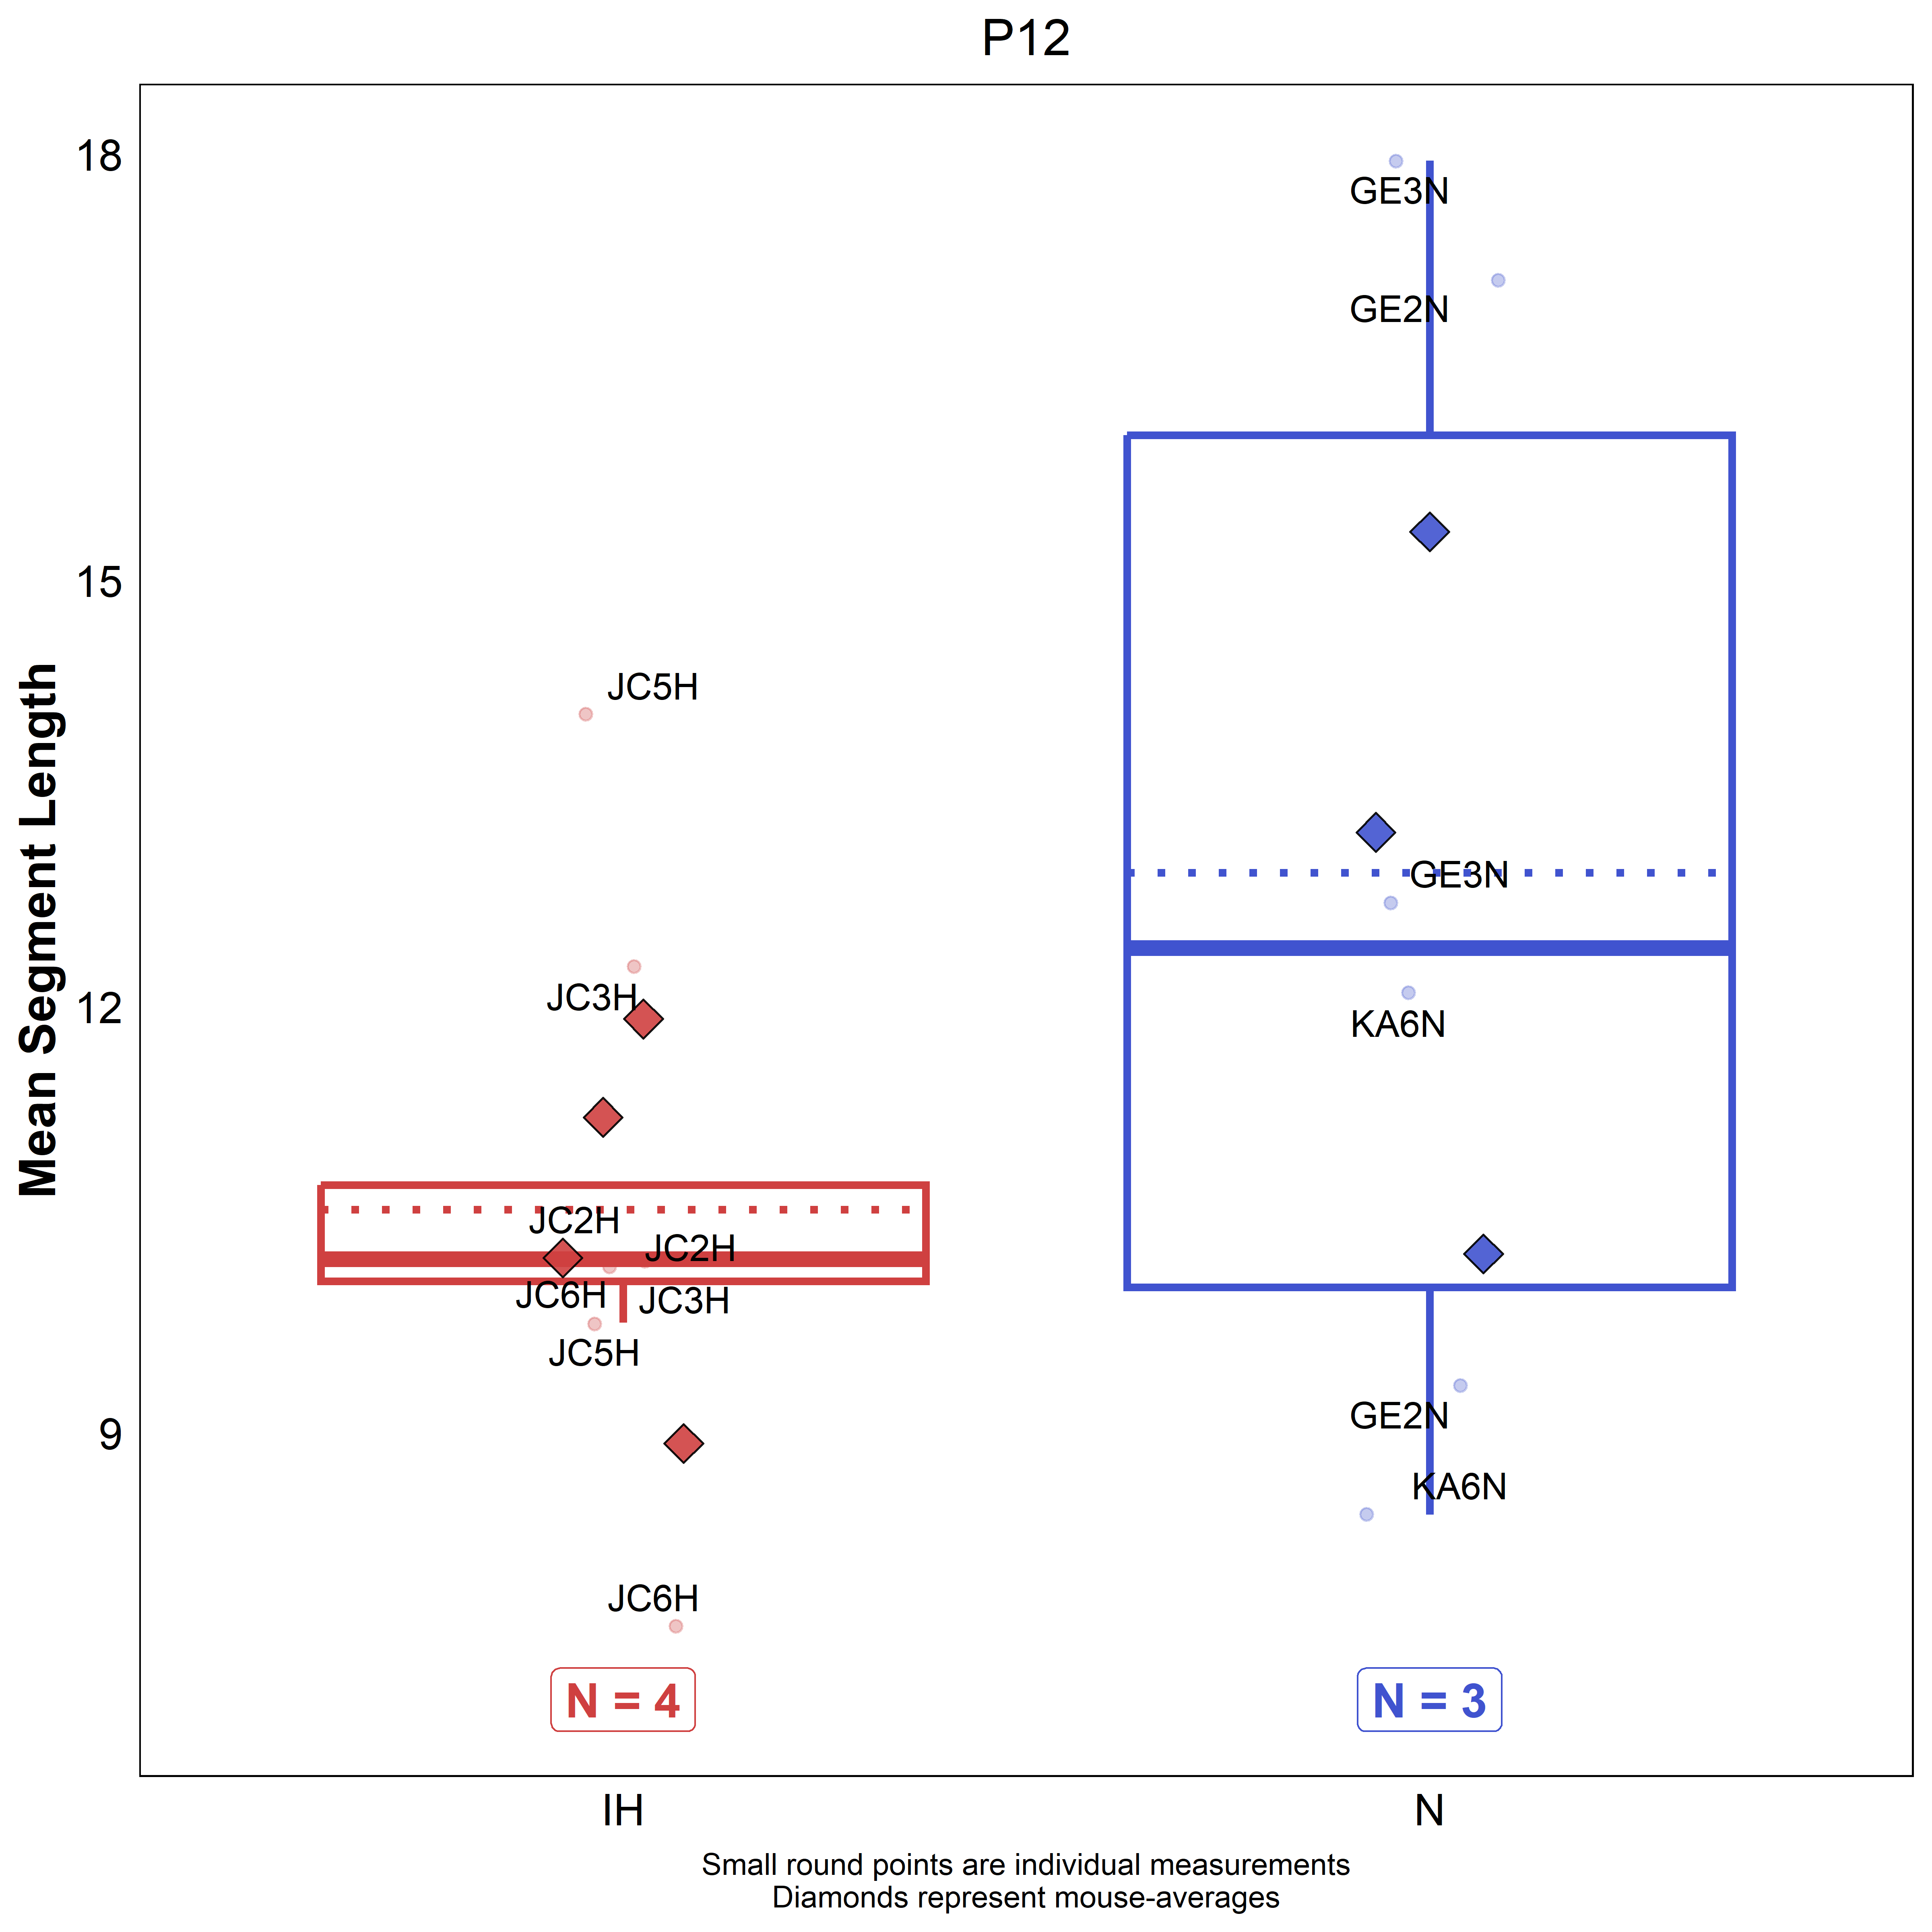 P12
Mean Segment Length
18
15
12
9
JC5H
JC3H
JC2H
JC2H
JC6H
JC3H
JC5H
JC6H
N = 4
GE3N
GE2N
GE3N
KA6N
GE2N
KA6N
N = 3
IH
N
Small round points are individual measurements
Diamonds represent mouse-averages